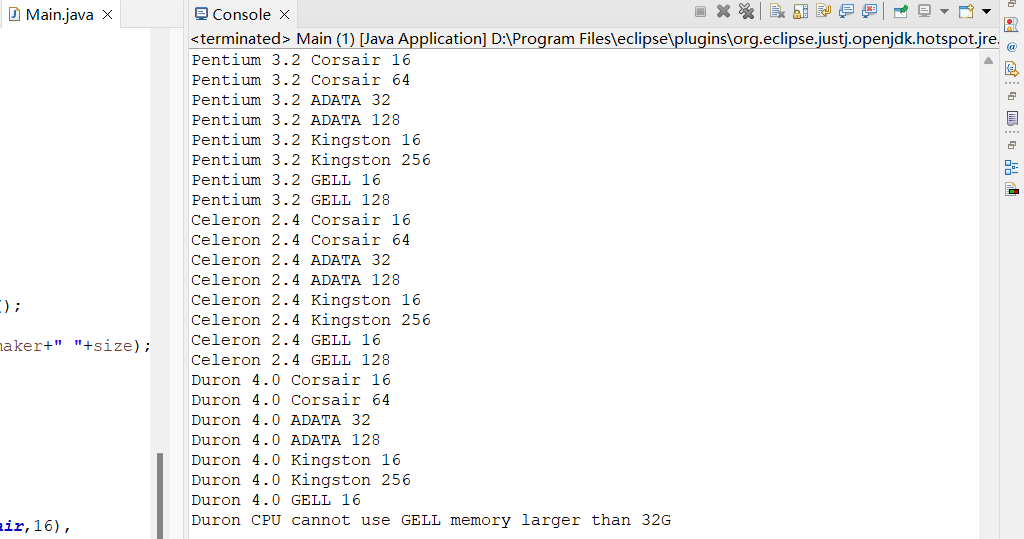 Main.java
Console
<terminated> Main (1) [Java Application] D:\Program Files\eclipse\plugins\org.eclipse.justj.openjdk.hotspot.jre.
Pentium 3.2 Corsair 16
Pentium 3.2 Corsair 64
Pentium 3.2 ADATA 32
Pentium 3.2 ADATA 128
Pentium 3.2 Kingston 16
Pentium 3.2 Kingston 256
Pentium 3.2 GELL 16
Pentium 3.2 GELL 128
Celeron 2.4 Corsair 16
Celeron 2.4 Corsair 64
Celeron 2.4 ADATA 32
Celeron 2.4 ADATA 128
Celeron 2.4 Kingston 16
Celeron 2.4 Kingston 256
Celeron 2.4 GELL 16
Celeron 2.4 GELL 128
Duron 4.0 Corsair 16
Duron 4.0 Corsair 64
Duron 4.0 ADATA 32
Duron 4.0 ADATA 128
Duron 4.0 Kingston 16
Duron 4.0 Kingston 256
Duron 4.0 GELL 16
Duron CPU cannot use GELL memory larger than 32G
);
aker+" "+size);
air,16),